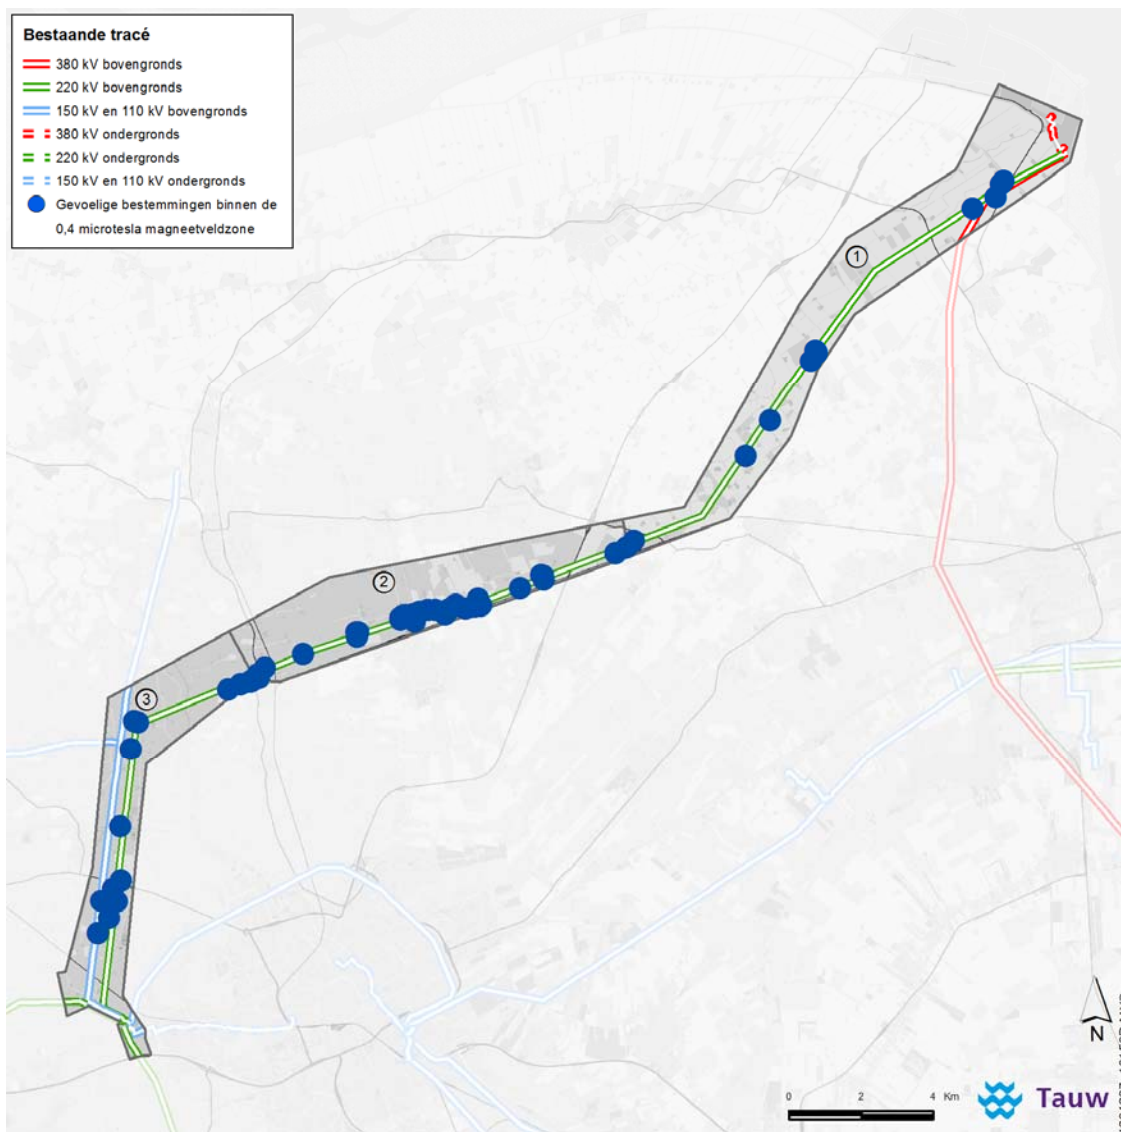 Bestaande tracé
380 kV bovengronds
220 kV bovengronds
150 kV en 110 kV bovengronds
380 kV ondergronds
220 kV ondergronds
150 kV en 110 kV ondergronds
Gevoelige bestemmingen binnen de
0,4 microtesla magneetveldzone
1
2
3
N
0 2 4 Km
Tauw